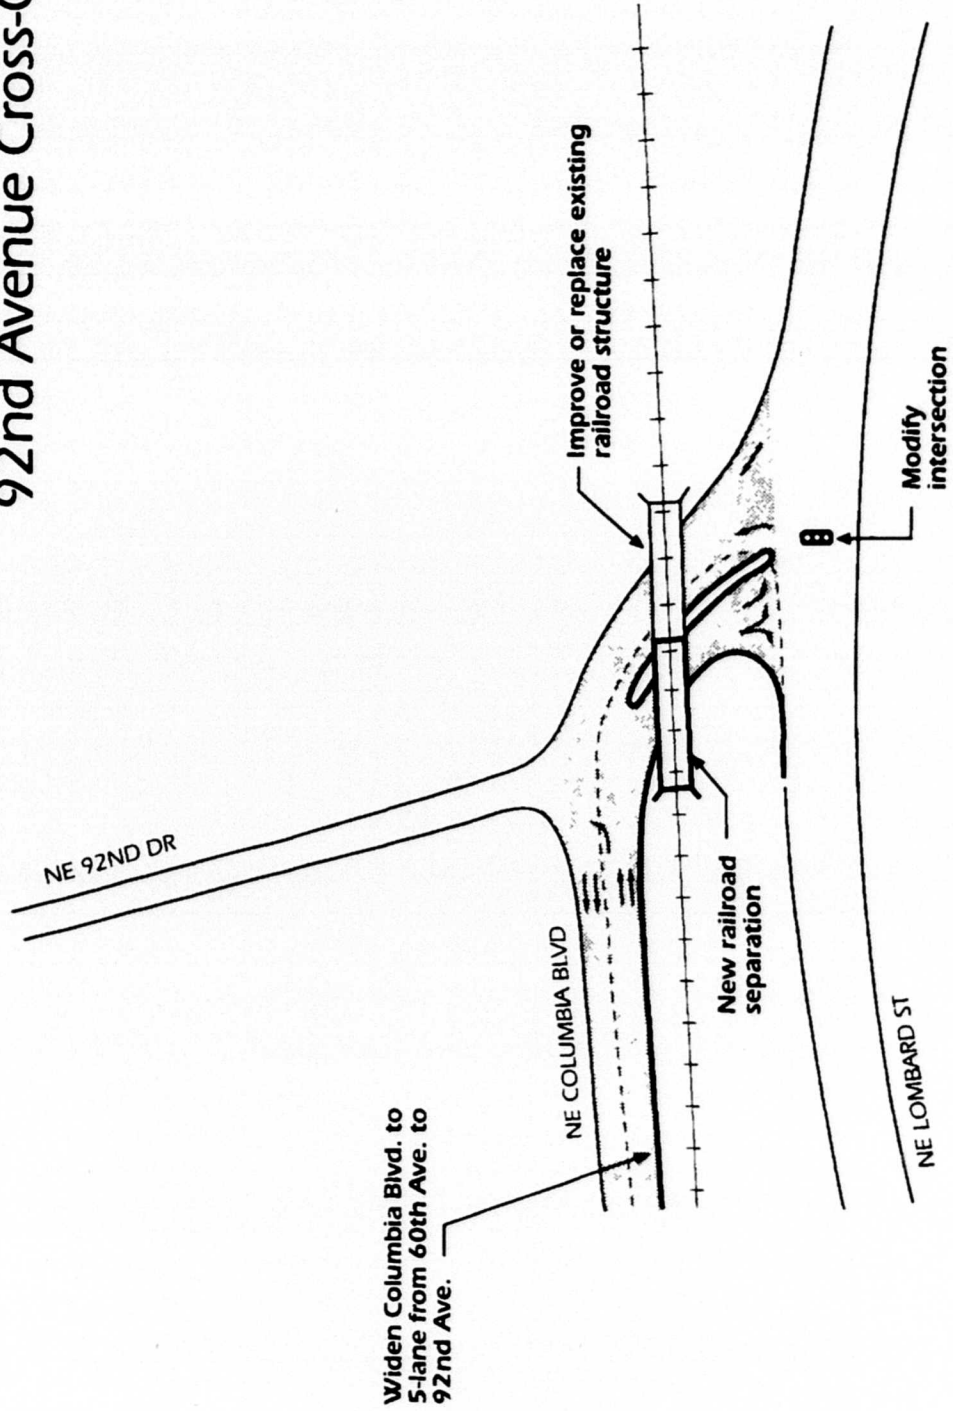 92nd Avenue Cross-
Improve or replace existing
railroad structure
NE 92ND DR
Modify
intersection
NE COLUMBIA BLVD
New railroad
separation
Widen Columbia Blvd. to
5-lane from 60th Ave. to
92nd Ave.
NE LOMBARD ST